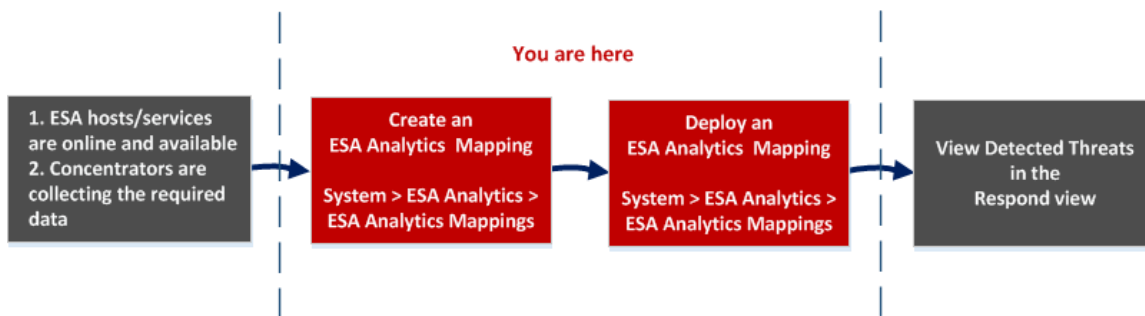 You are here
1. ESA hosts/services
are online and available
2. Concentrators are
collecting the required
data
Create an
ESA Analytics Mapping
System > ESA Analytics >
ESA Analytics Mappings
Deploy an
ESA Analytics Mapping
System > ESA Analytics >
ESA Analytics Mappings
View Detected Threats
in the
Respond view